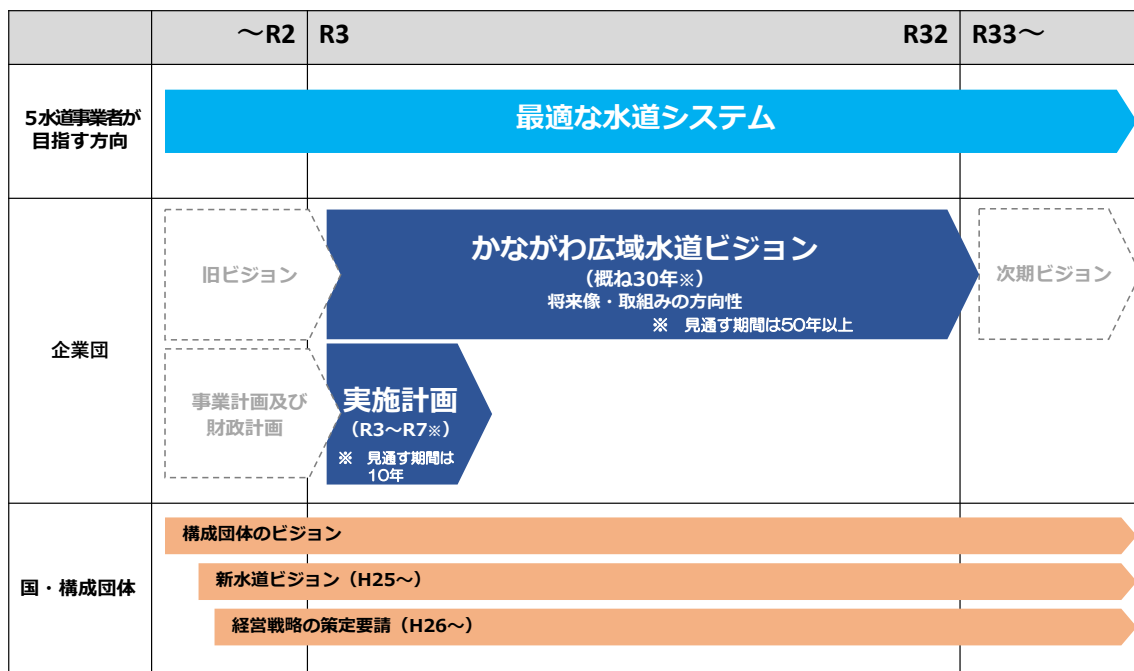 ～R2
R3
R32
R33～
5水道事業者が
目指す方向
最適な水道システム
企業団
旧ビジョン
かながわ広域水道ビジョン
（概ね30年※）
将来像・取組みの方向性
※　見通す期間は50年以上
次期ビジョン
事業計画及び
財政計画
実施計画
（R3～R7※）
※　見通す期間は
10年
国・構成団体
構成団体のビジョン
新水道ビジョン（H25～）
経営戦略の策定要請（H26～）